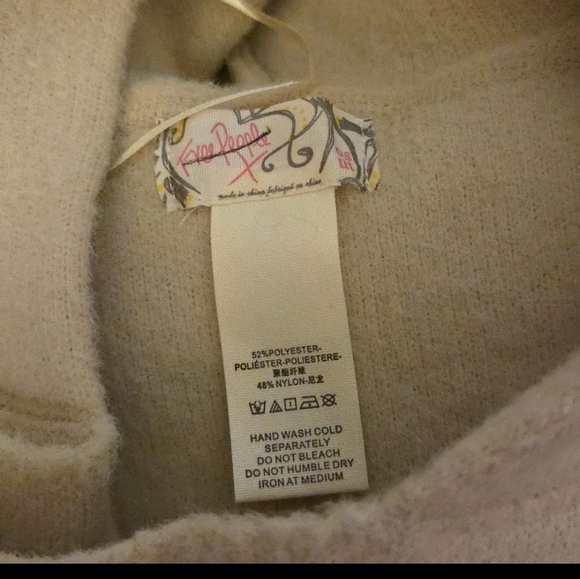 Free People
X
OS
made in china fabriqué en chine
52%POLYESTER-
POLIÉSTER-POLIESTERE-
聚酯纤维
48%NYLON-尼龙
HAND WASH COLD
SEPARATELY
DO NOT BLEACH
DO NOT HUMBLE DRY
IRON AT MEDIUM